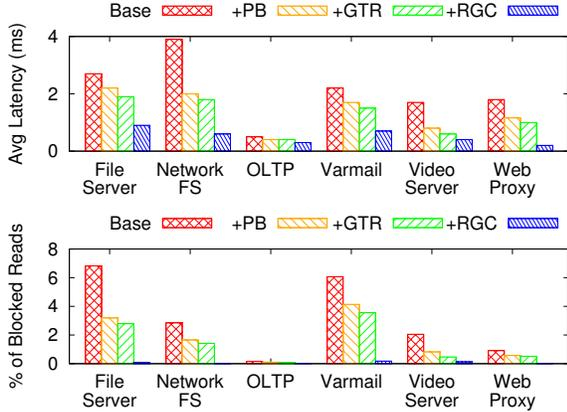 Base +PB +GTR +RGC
Avg Latency (ms)
4
2
0
File Server
Network FS
OLTP
Varmail
Video Server
Web Proxy
Base +PB +GTR +RGC
% of Blocked Reads
8
6
4
2
0
File Server
Network FS
OLTP
Varmail
Video Server
Web Proxy